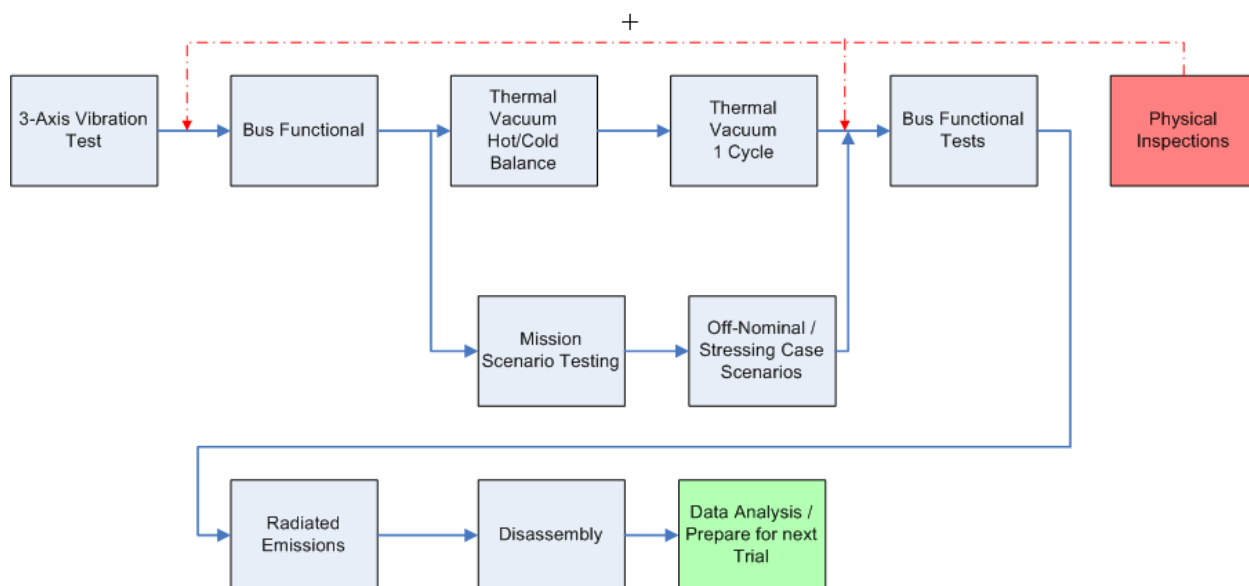 3-Axis Vibration
Test
Bus Functional
Thermal
Vacuum
Hot/Cold
Balance
Thermal
Vacuum
1 Cycle
Bus Functional
Tests
Physical
Inspections
Mission
Scenario Testing
Off-Nominal /
Stressing Case
Scenarios
Radiated
Emissions
Disassembly
Data Analysis /
Prepare for next
Trial